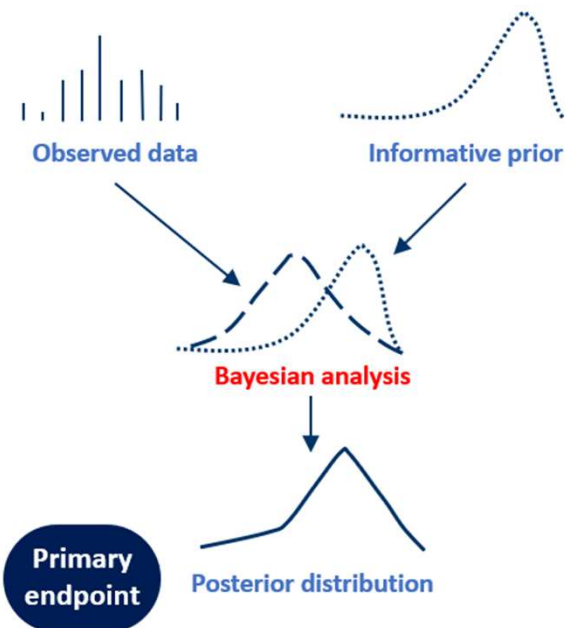 Observed data
Informative prior
Bayesian analysis
Posterior distribution
Primary
endpoint